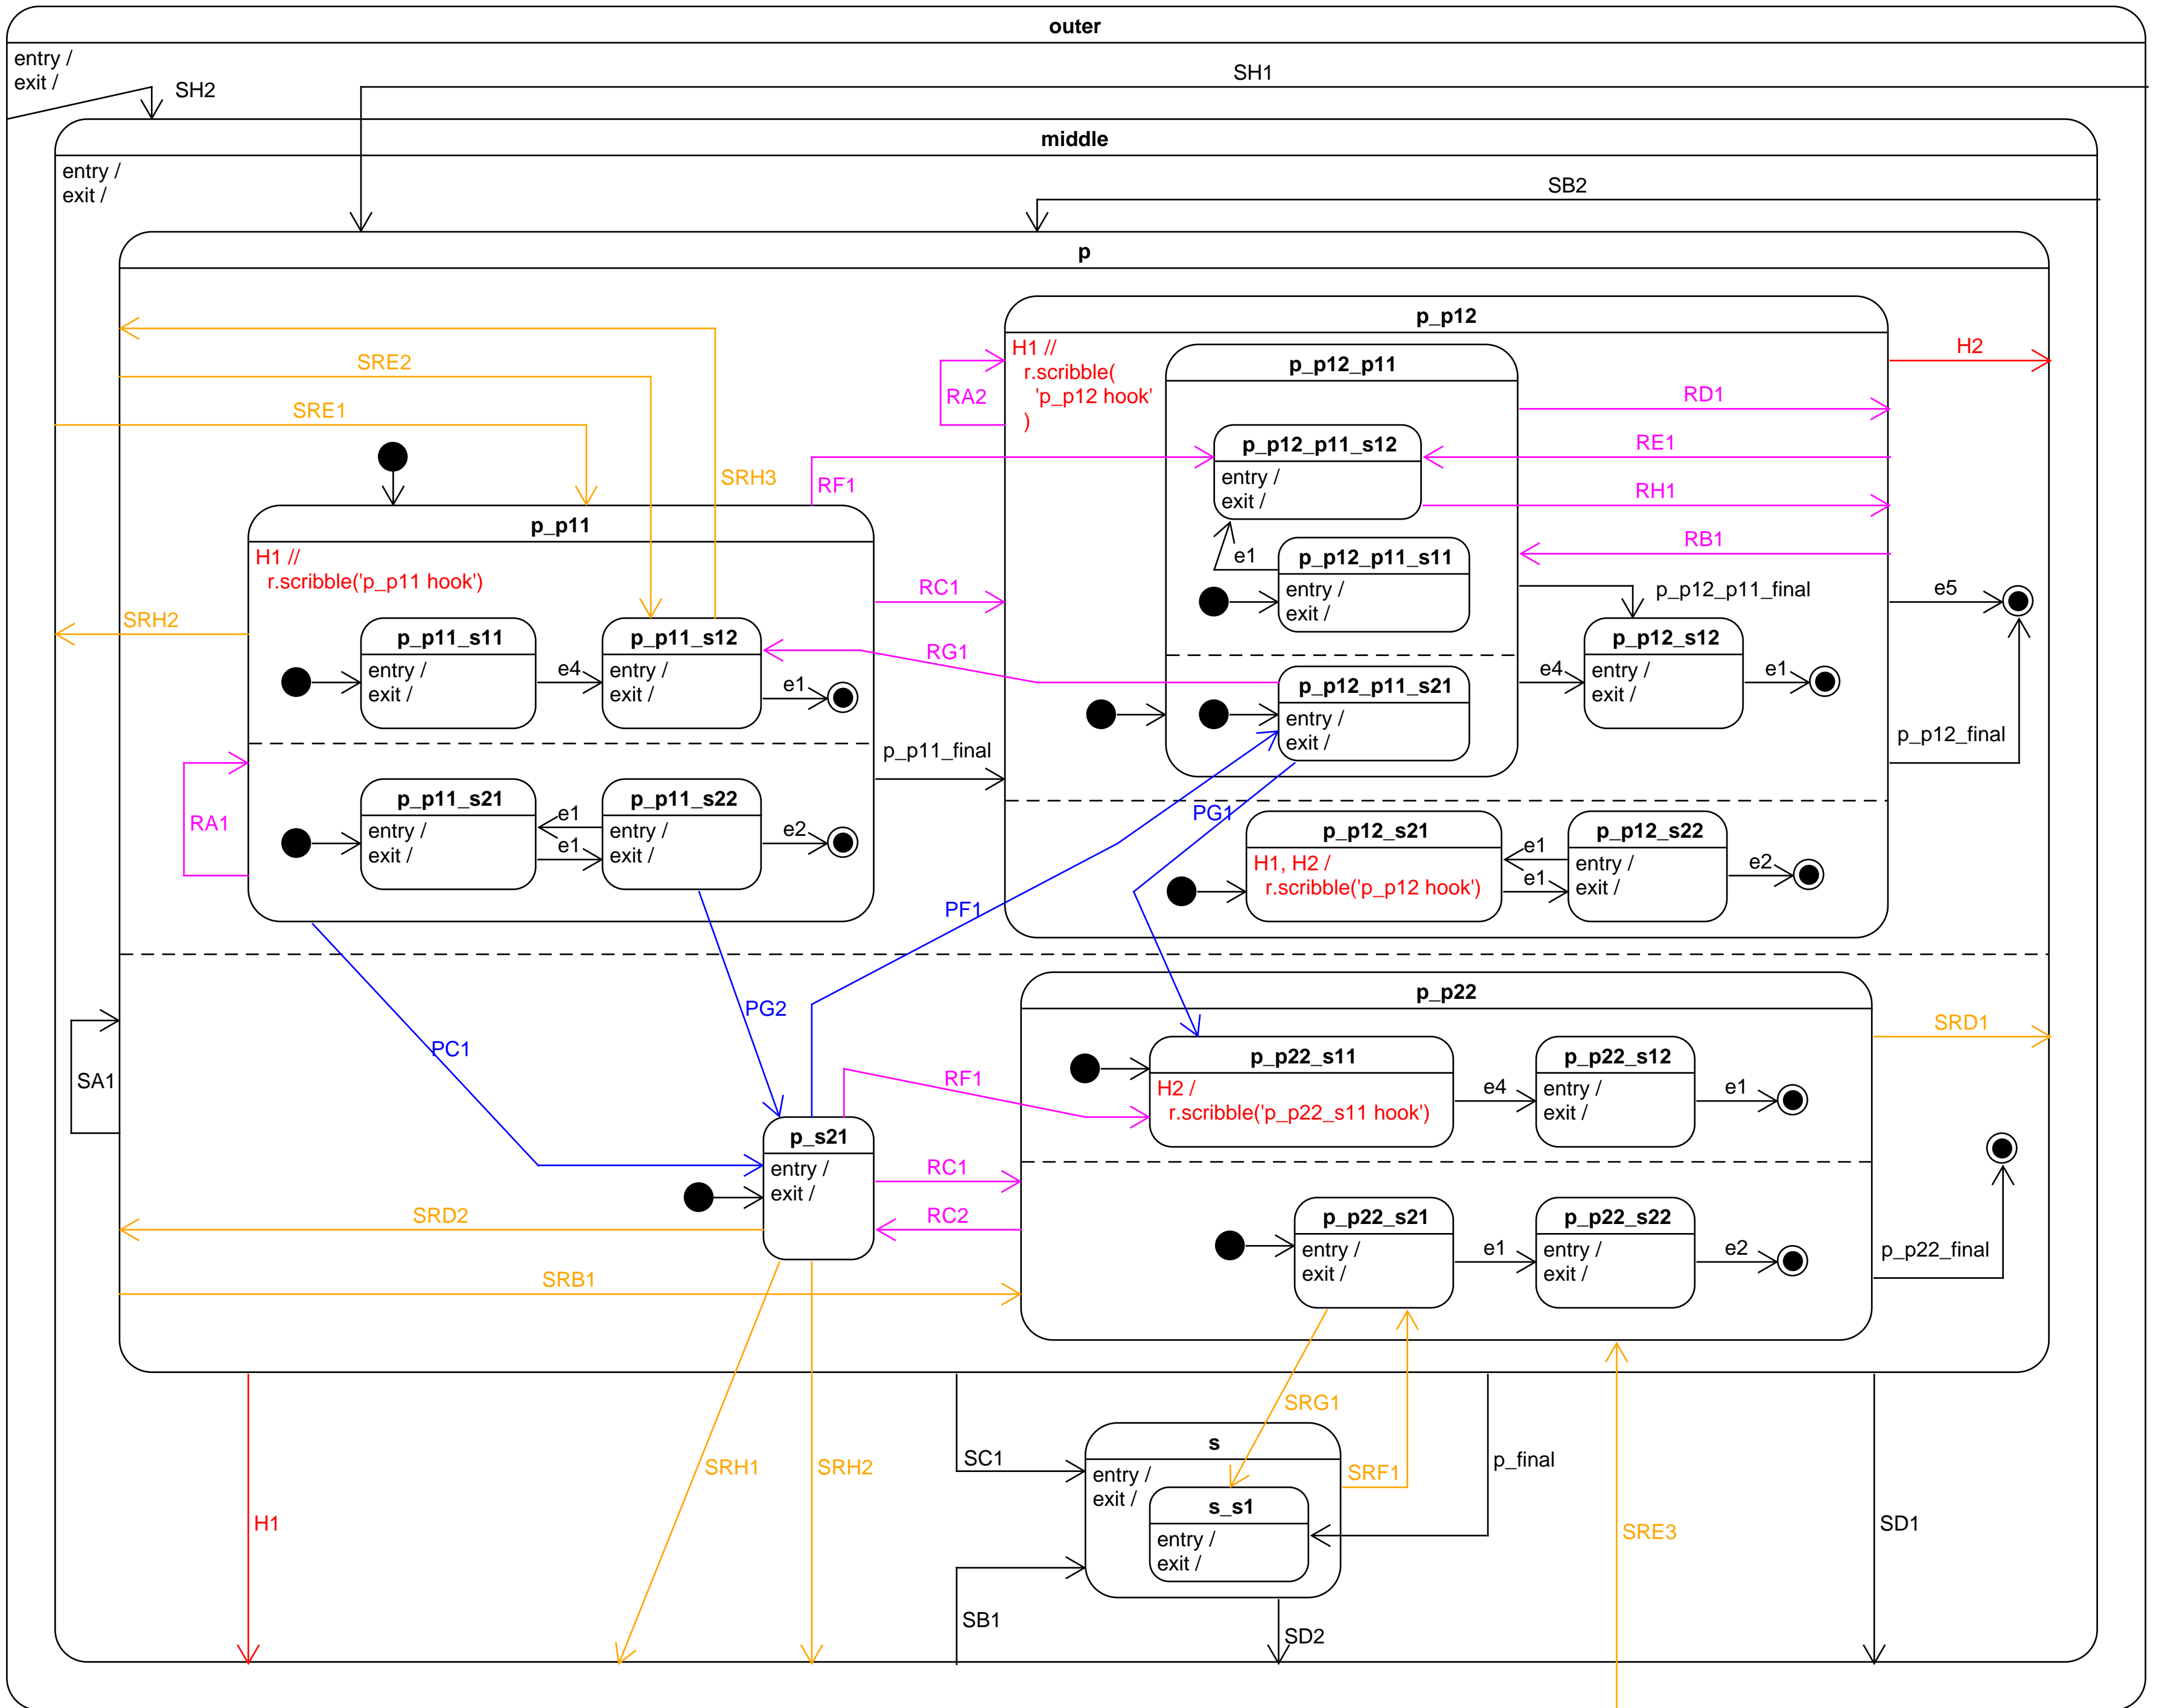 outer
entry /
exit /
SH2
SH1
middle
entry /
exit /
SB2
p
p_p12
H1 //
r.scribble(
'p_p12 hook'
)
RA2
p_p12_p11
H2
SRE2
SRE1
RD1
p_p12_p11_s12
entry /
exit /
RE1
SRH3
RF1
RH1
p_p11
H1 //
r.scribble('p_p11 hook')
RB1
e1
p_p12_p11_s11
entry /
exit /
RC1
p_p12_p11_final
e5
SRH2
p_p11_s11
entry /
exit /
e4
p_p11_s12
entry /
exit /
e1
RG1
p_p12_s12
entry /
exit /
e4
e1
p_p12_p11_s21
entry /
exit /
p_p11_final
p_p12_final
RA1
p_p11_s21
entry /
exit /
e1
e1
p_p11_s22
entry /
exit /
e2
PG1
p_p12_s21
H1, H2 /
r.scribble('p_p12 hook')
e1
e1
p_p12_s22
entry /
exit /
e2
PF1
PG2
PC1
SA1
p_p22
SRD1
p_p22_s11
H2 /
r.scribble('p_p22_s11 hook')
e4
p_p22_s12
entry /
exit /
e1
RF1
p_s21
entry /
exit /
RC1
RC2
SRD2
SRB1
p_p22_s21
entry /
exit /
e1
p_p22_s22
entry /
exit /
e2
p_p22_final
SRG1
SRH1
SRH2
SC1
s
entry /
exit /
SRF1
p_final
s_s1
entry /
exit /
H1
SRE3
SD1
SB1
SD2